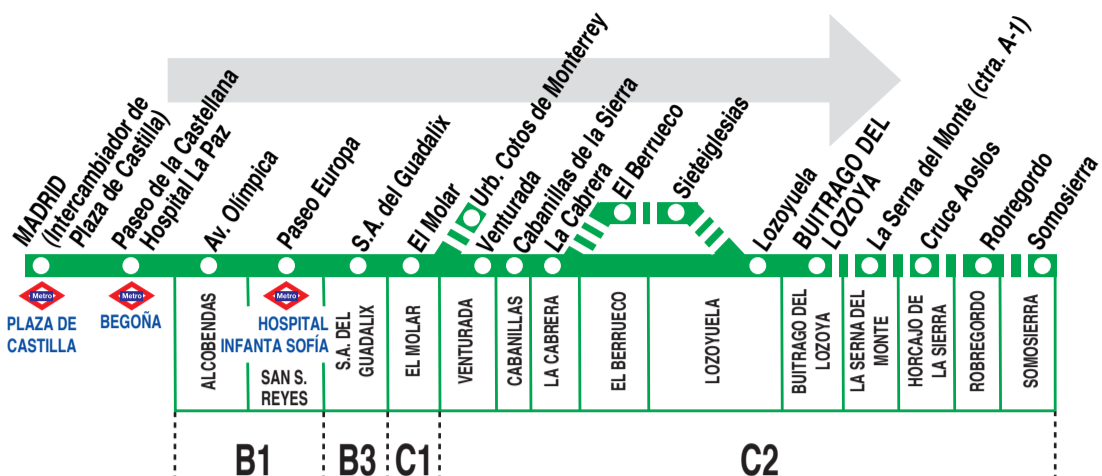 MADRID
(Intercambiador de
Plaza de Castilla)
Paseo de la Castellana
Hospital La Paz
Av. Olímpica
Paseo Europa
S.A. del Guadalix
El Molar
Urb. Cotos de Monterrey
Venturada
Cabanillas de la Sierra
La Cabrera
El Berrueco
Sieteiglesias
Lozoyuela
BUITRAGO DEL
LOZOYA
La Serna del Monte (ctra. A-1)
Cruce Aoslos
Robregordo
Somosierra
Metro
PLAZA DE
CASTILLA
Metro
BEGOÑA
Metro
HOSPITAL
INFANTA SOFÍA
ALCOBENDAS
SAN S.
REYES
S.A. DEL
GUADALIX
EL MOLAR
VENTURADA
CABANILLAS
LA CABRERA
EL BERRUECO
LOZOYUELA
BUITRAGO DEL
LOZOYA
LA SERNA DEL
MONTE
HORCAJO DE
LA SIERRA
ROBREGORDO
SOMOSIERRA
B1
B3
C1
C2